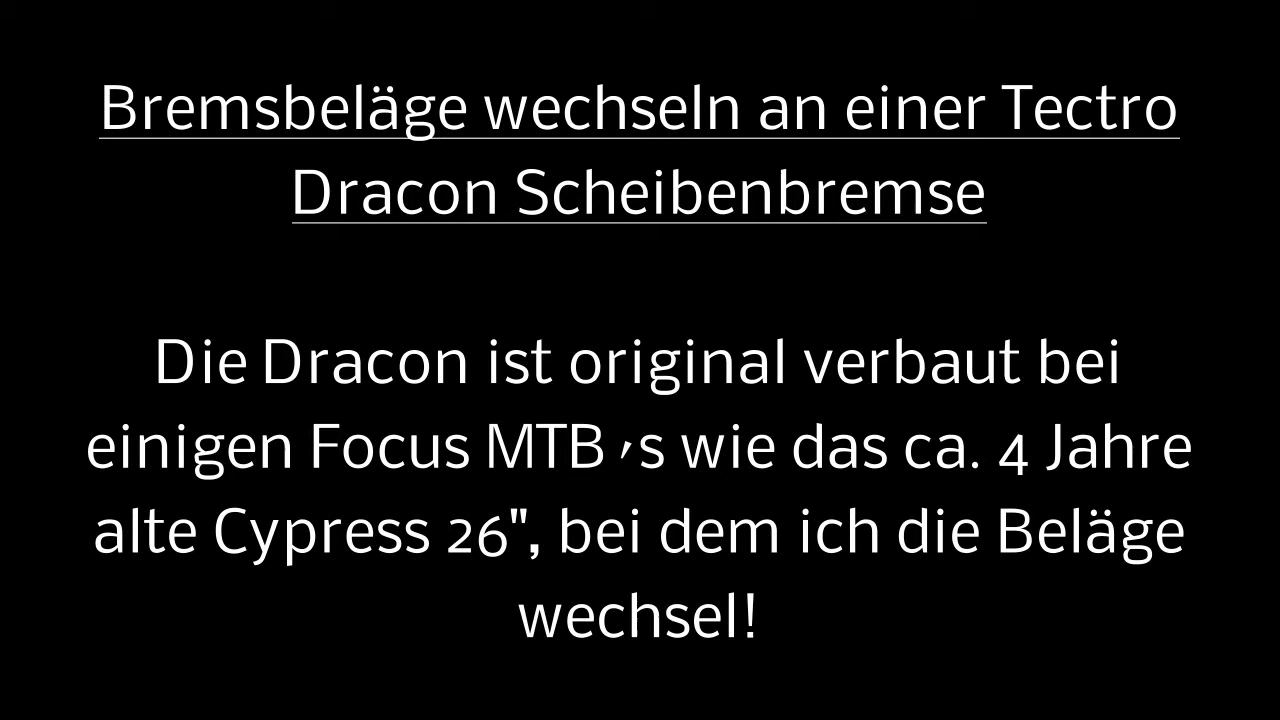 Bremsbeläge wechseln an einer Tectro
Dracon Scheibenbremse
Die Dracon ist original verbaut bei
einigen Focus MTB ̦s wie das ca. 4 Jahre
alte Cypress 26", bei dem ich die Beläge
wechsel!